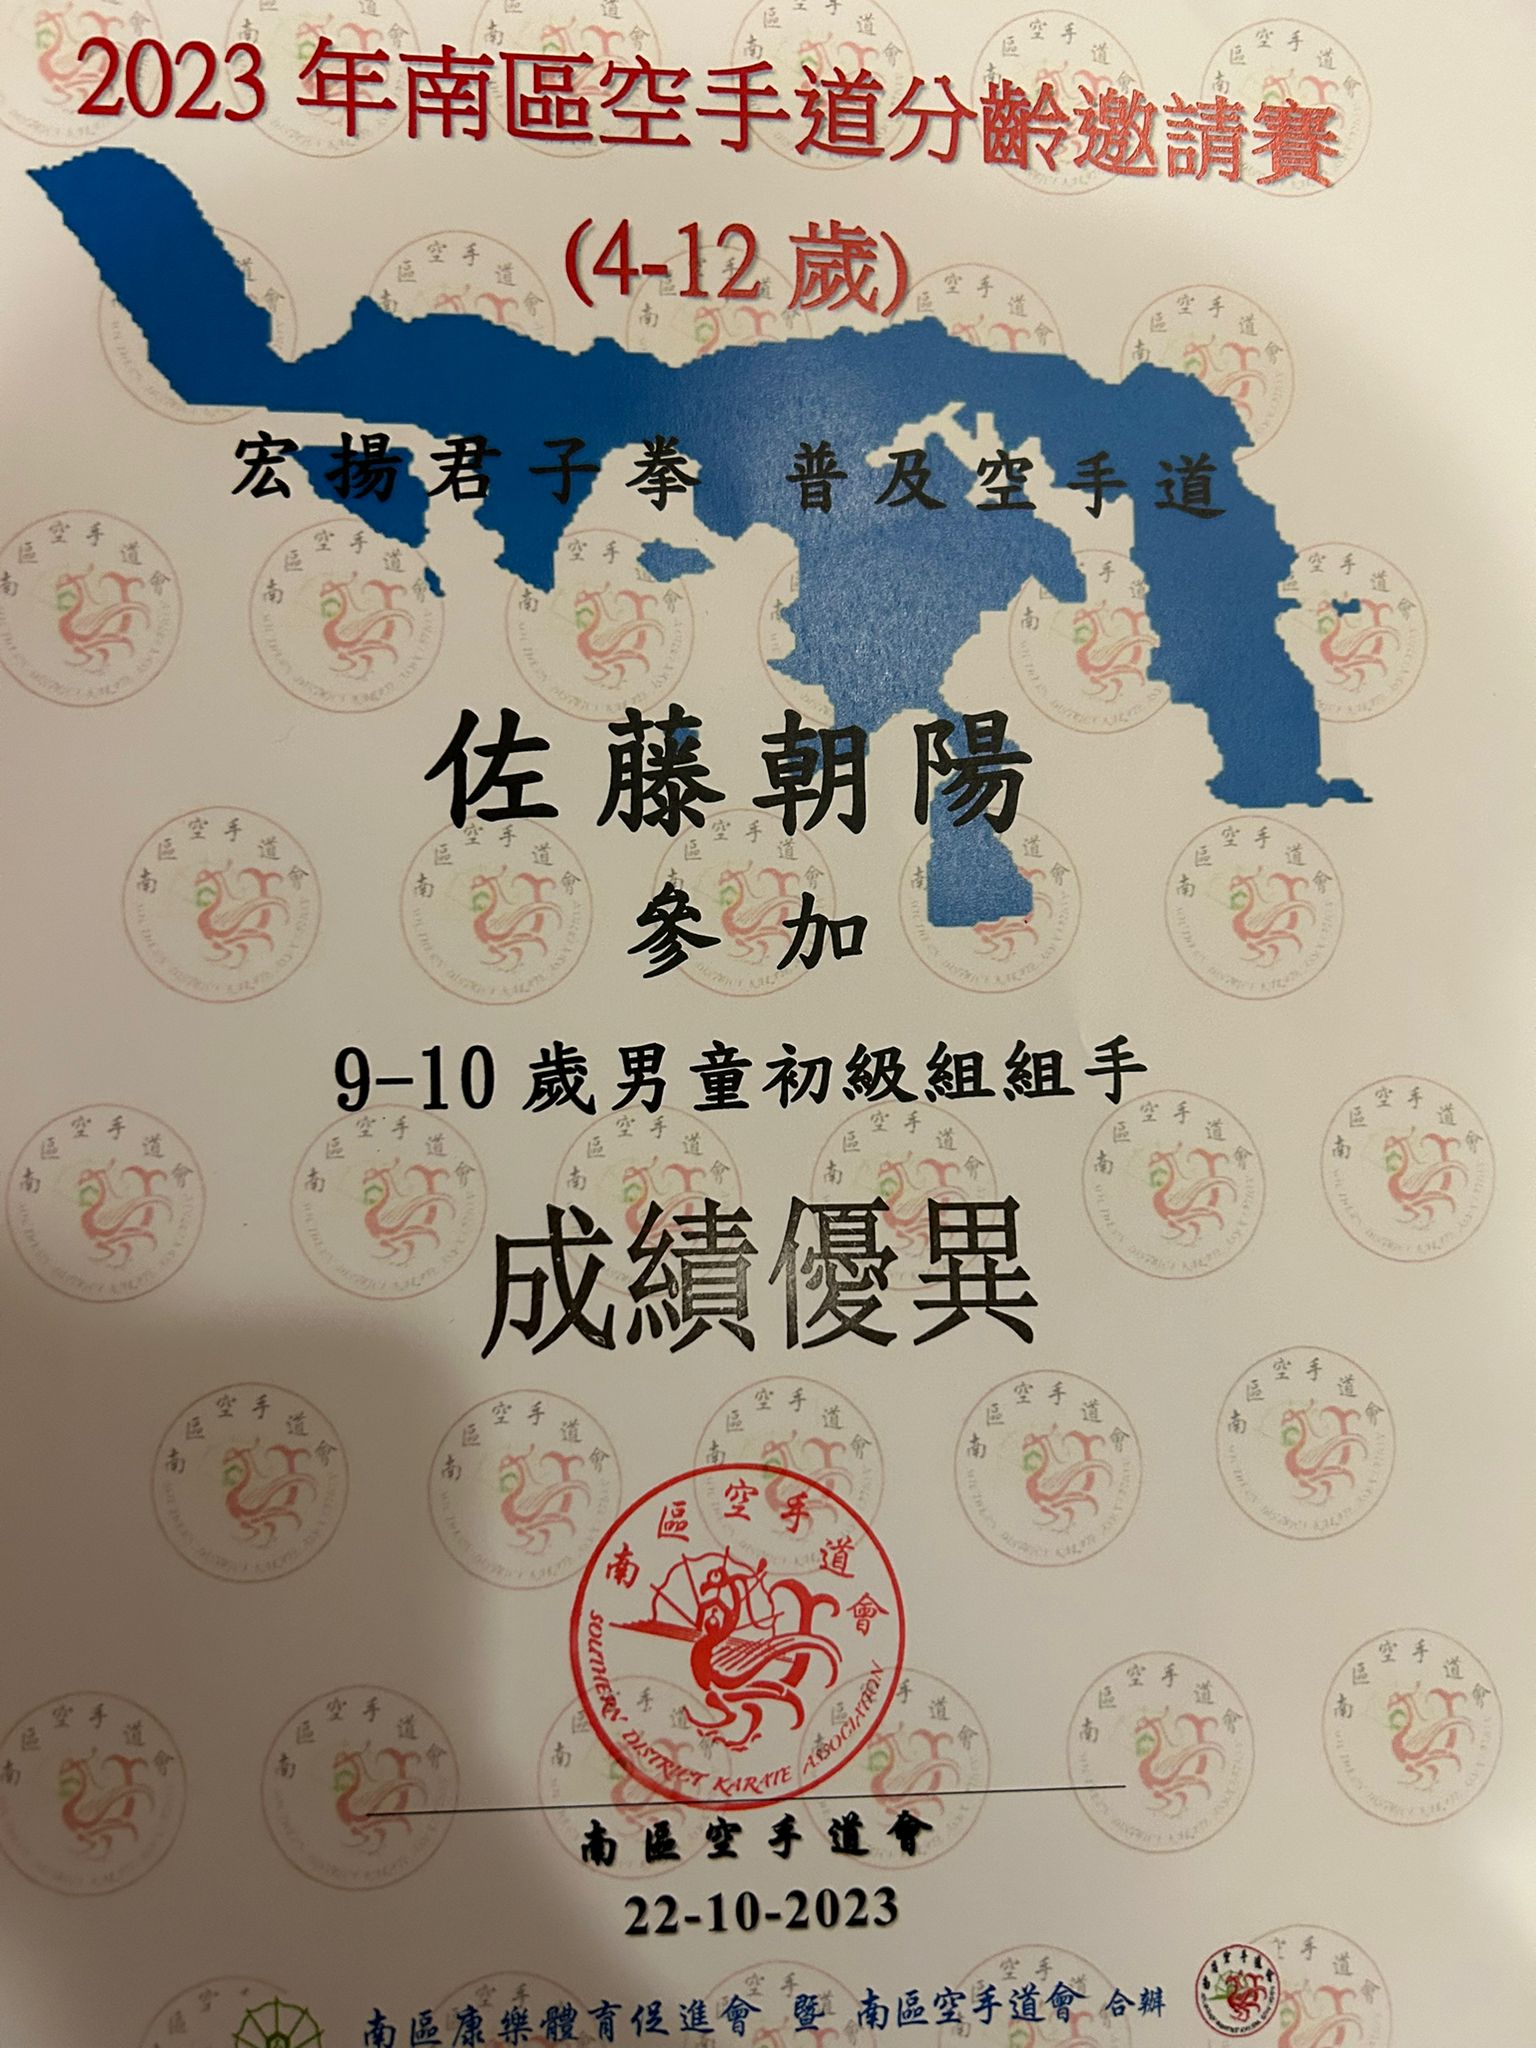 2023 年南區空手道分齡邀請賽
(4-12 歲)
宏揚君子拳 普及空手道
佐藤朝陽
參加
9-10 歲男童初級組組手
成績優異
南區空手道會
SOUTHERN DISTRICT KARATE ASSOCIATION
南區空手道會
22-10-2023
南區康樂體育促進會 暨 南區空手道會 合辦